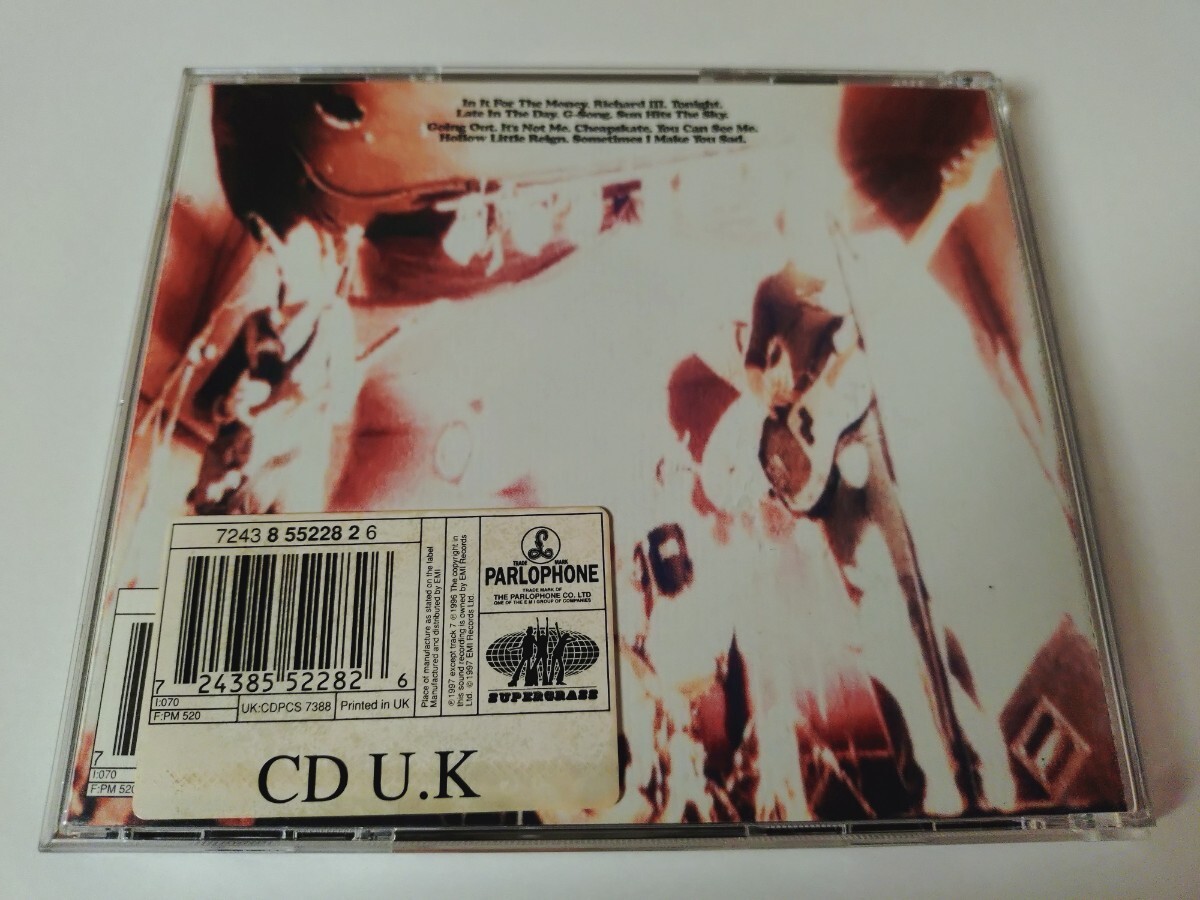 In It For The Money. Richard III. Tonight.
Late In The Day. G-Song. Sun Hits The Sky.
Going Out. It's Not Me. Cheapskate. You Can See Me.
Hollow Little Reign. Sometimes I Make You Sad.
7243 8 55228 2 6
7 24385 52282 6
I:070
F:PM 520
UK:CDPCS 7388
Printed in UK
Place of manufacture as stated on the label
Manufactured and distributed by EMI
℗ 1997 except track 7 ℗ 1996 The copyright in
this sound recording is owned by EMI Records
Ltd. © 1997 EMI Records Ltd.
TRADE MARK
PARLOPHONE
TRADE MARK OF
THE PARLOPHONE CO. LTD
ONE OF THE E M I GROUP OF COMPANIES
SUPERGRASS
CD U.K
7
I:070
F:PM 520